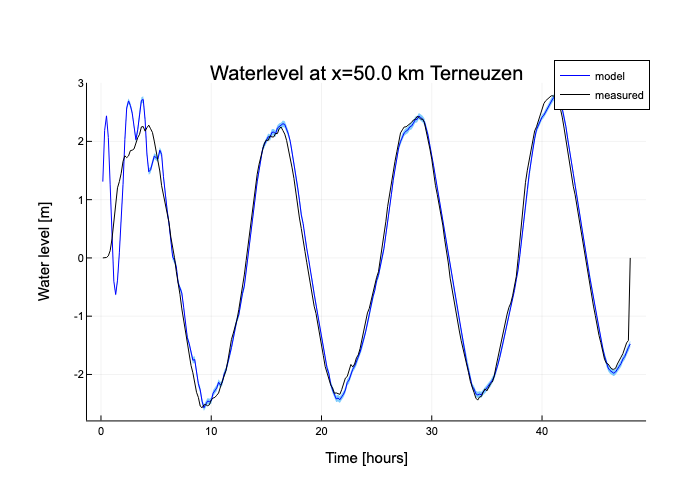 Waterlevel at x=50.0 km Terneuzen
model
measured
3
2
1
0
-1
-2
Water level [m]
0
10
20
30
40
Time [hours]